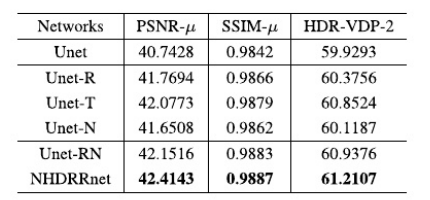 Networks PSNR-μ SSIM-μ HDR-VDP-2
Unet 40.7428 0.9842 59.9293
Unet-R 41.7694 0.9866 60.3756
Unet-T 42.0773 0.9879 60.8524
Unet-N 41.6508 0.9862 60.1187
Unet-RN 42.1516 0.9883 60.9376
NHDRRnet 42.4143 0.9887 61.2107